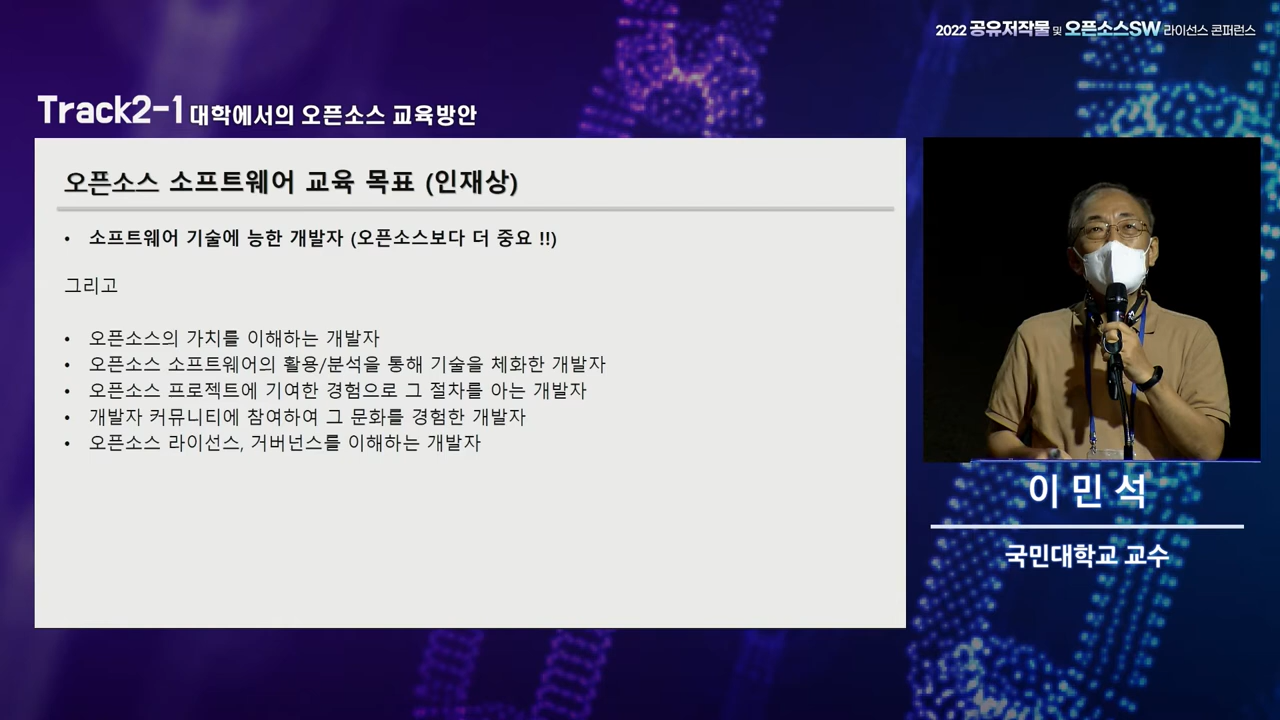 2022 공유저작물 및 오픈소스SW 라이선스 콘퍼런스
Track2-1 대학에서의 오픈소스 교육방안
오픈소스 소프트웨어 교육 목표 (인재상)
• 소프트웨어 기술에 능한 개발자 (오픈소스보다 더 중요 !!)
그리고
• 오픈소스의 가치를 이해하는 개발자
• 오픈소스 소프트웨어의 활용/분석을 통해 기술을 체화한 개발자
• 오픈소스 프로젝트에 기여한 경험으로 그 절차를 아는 개발자
• 개발자 커뮤니티에 참여하여 그 문화를 경험한 개발자
• 오픈소스 라이선스, 거버넌스를 이해하는 개발자
이 민 석
국민대학교 교수